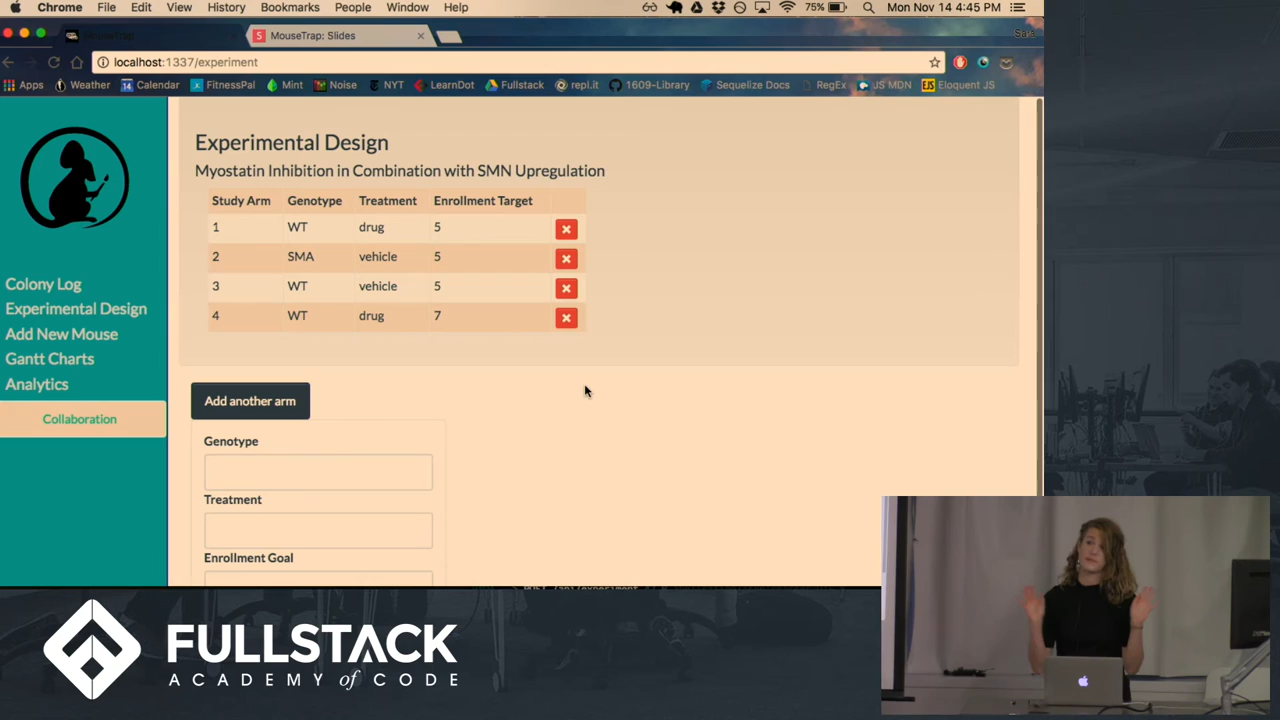 Chrome File Edit View History Bookmarks People Window Help 75% Mon Nov 14 4:45 PM
MouseTrap MouseTrap: Slides Sara
localhost:1337/experiment
Apps Weather Calendar FitnessPal Mint Noise NYT LearnDot Fullstack repl.it 1609-Library Sequelize Docs RegEx JS MDN Eloquent JS
Experimental Design
Myostatin Inhibition in Combination with SMN Upregulation
Study Arm Genotype Treatment Enrollment Target
1 WT drug 5
2 SMA vehicle 5
3 WT vehicle 5
4 WT drug 7
Colony Log
Experimental Design
Add New Mouse
Gantt Charts
Analytics
Collaboration
Add another arm
Genotype
Treatment
Enrollment Goal
FULLSTACK
ACADEMY of CODE